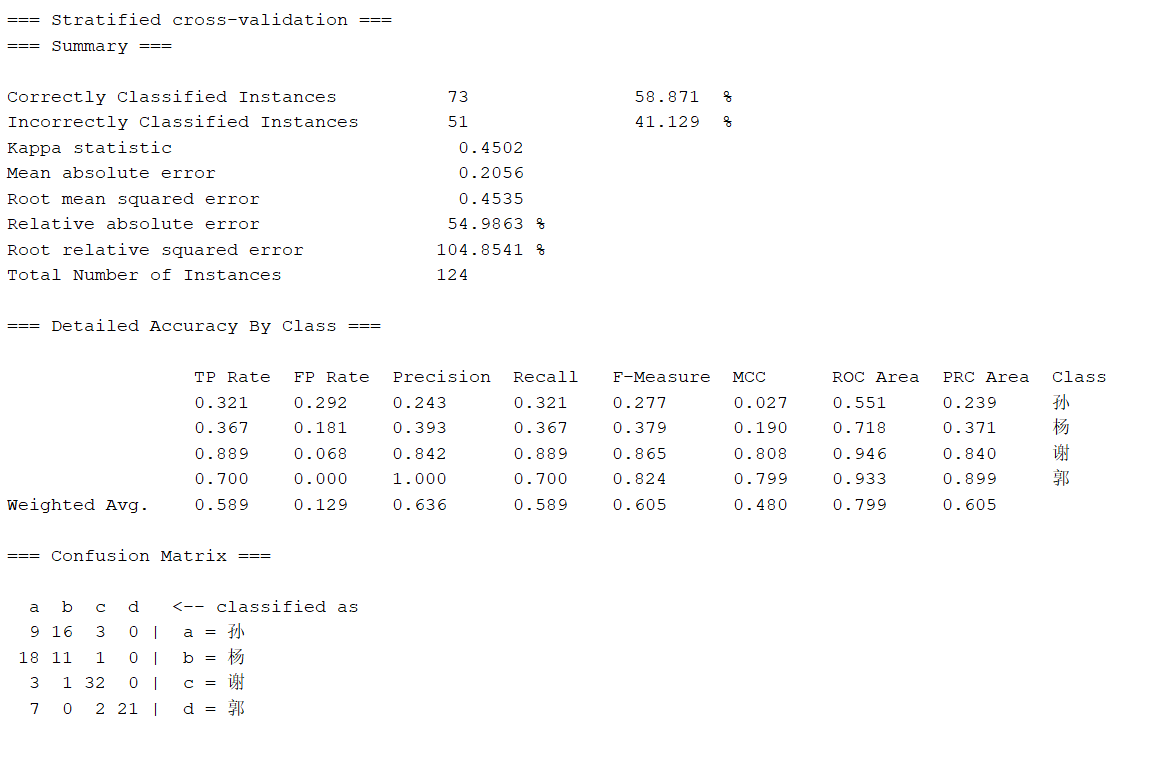 === Stratified cross-validation ===
=== Summary ===
Correctly Classified Instances 73 58.871 %
Incorrectly Classified Instances 51 41.129 %
Kappa statistic 0.4502
Mean absolute error 0.2056
Root mean squared error 0.4535
Relative absolute error 54.9863 %
Root relative squared error 104.8541 %
Total Number of Instances 124
=== Detailed Accuracy By Class ===
TP Rate FP Rate Precision Recall F-Measure MCC ROC Area PRC Area Class
0.321 0.292 0.243 0.321 0.277 0.027 0.551 0.239 孙
0.367 0.181 0.393 0.367 0.379 0.190 0.718 0.371 杨
0.889 0.068 0.842 0.889 0.865 0.808 0.946 0.840 谢
0.700 0.000 1.000 0.700 0.824 0.799 0.933 0.899 郭
Weighted Avg. 0.589 0.129 0.636 0.589 0.605 0.480 0.799 0.605
=== Confusion Matrix ===
a b c d <-- classified as
9 16 3 0 | a = 孙
18 11 1 0 | b = 杨
3 1 32 0 | c = 谢
7 0 2 21 | d = 郭